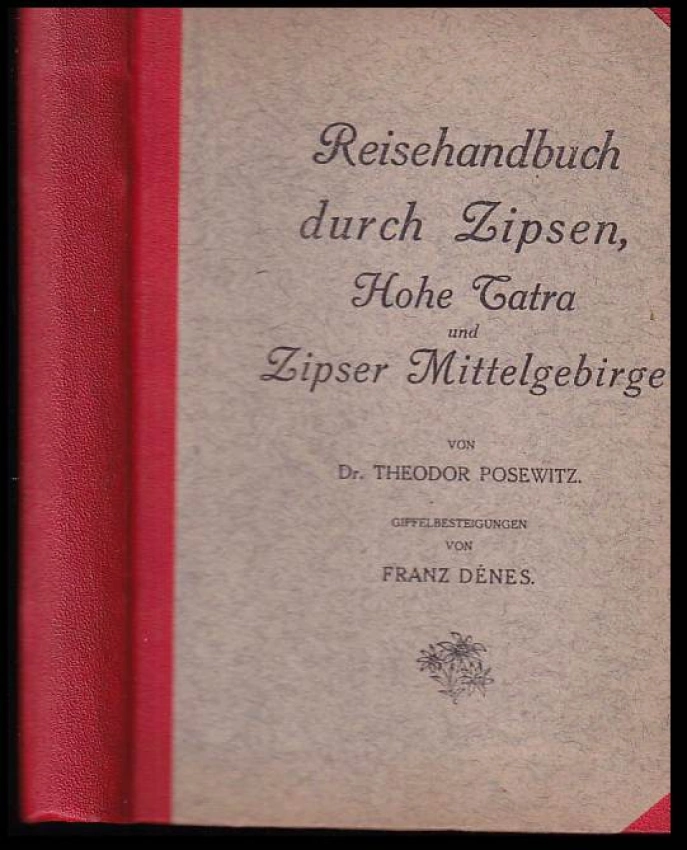 Reisehandbuch
durch Zipsen,
Hohe Tatra
und
Zipser Mittelgebirge
VON
Dr. THEODOR POSEWITZ.
GIPFELBESTEIGUNGEN
VON
FRANZ DÉNES.